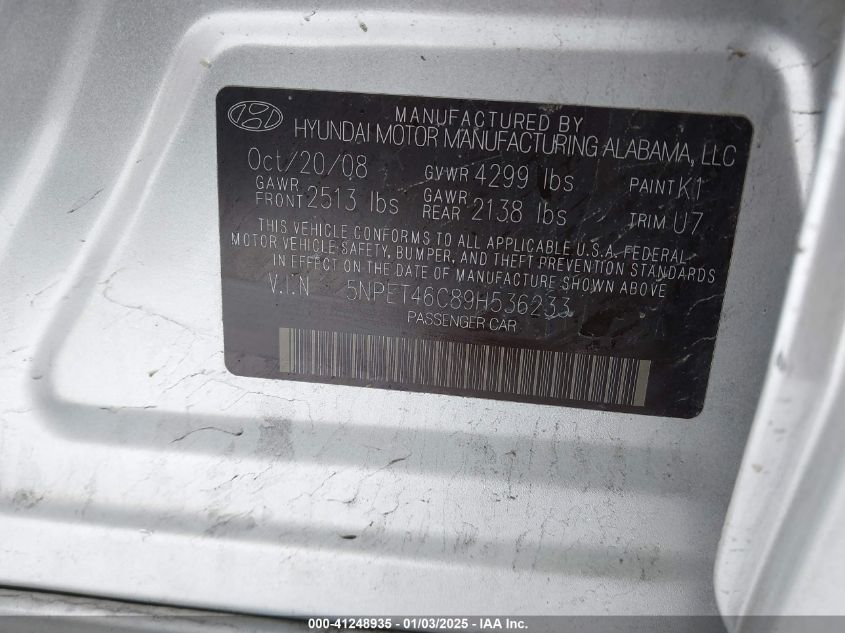 MANUFACTURED BY
HYUNDAI MOTOR MANUFACTURING ALABAMA, LLC
Oct/20/08 GVWR 4299 lbs PAINT K1
GAWR FRONT 2513 lbs GAWR REAR 2138 lbs TRIM U7
THIS VEHICLE CONFORMS TO ALL APPLICABLE U.S.A. FEDERAL
MOTOR VEHICLE SAFETY, BUMPER, AND THEFT PREVENTION STANDARDS
IN EFFECT ON THE DATE OF MANUFACTURE SHOWN ABOVE
V.I.N 5NPET46C89H536233
PASSENGER CAR
000-41248935 — 01/03/2025 — IAA Inc.